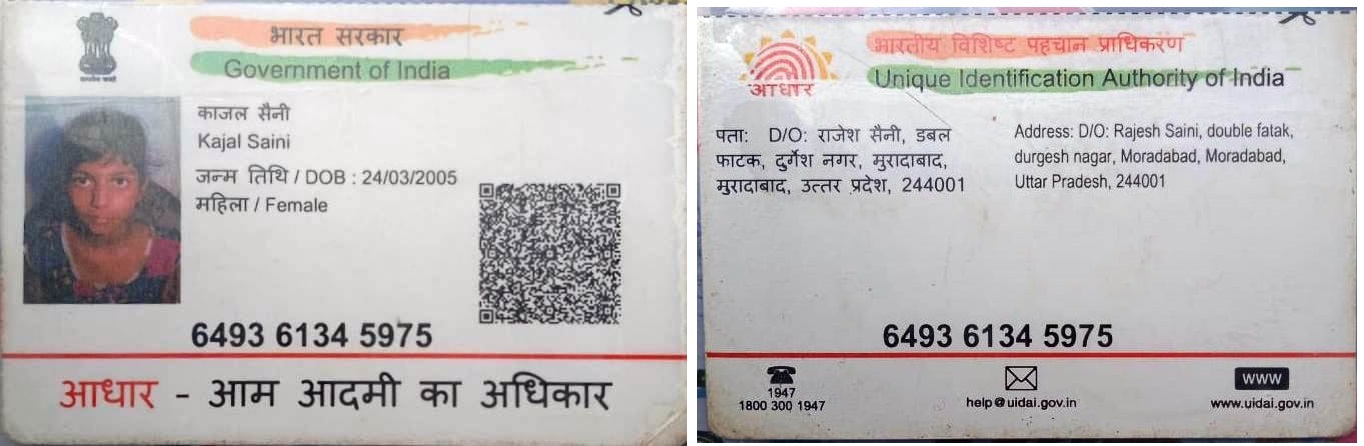 भारत सरकार
Government of India
काजल सैनी
Kajal Saini
जन्म तिथि / DOB : 24/03/2005
महिला / Female
6493 6134 5975
आधार - आम आदमी का अधिकार
भारतीय विशिष्ट पहचान प्राधिकरण
Unique Identification Authority of India
आधार
पता: D/O: राजेश सैनी, डबल
फाटक, दुर्गेश नगर, मुरादाबाद,
मुरादाबाद, उत्तर प्रदेश, 244001
Address: D/O: Rajesh Saini, double fatak,
durgesh nagar, Moradabad, Moradabad,
Uttar Pradesh, 244001
6493 6134 5975
1947
1800 300 1947
help@uidai.gov.in
www
www.uidai.gov.in